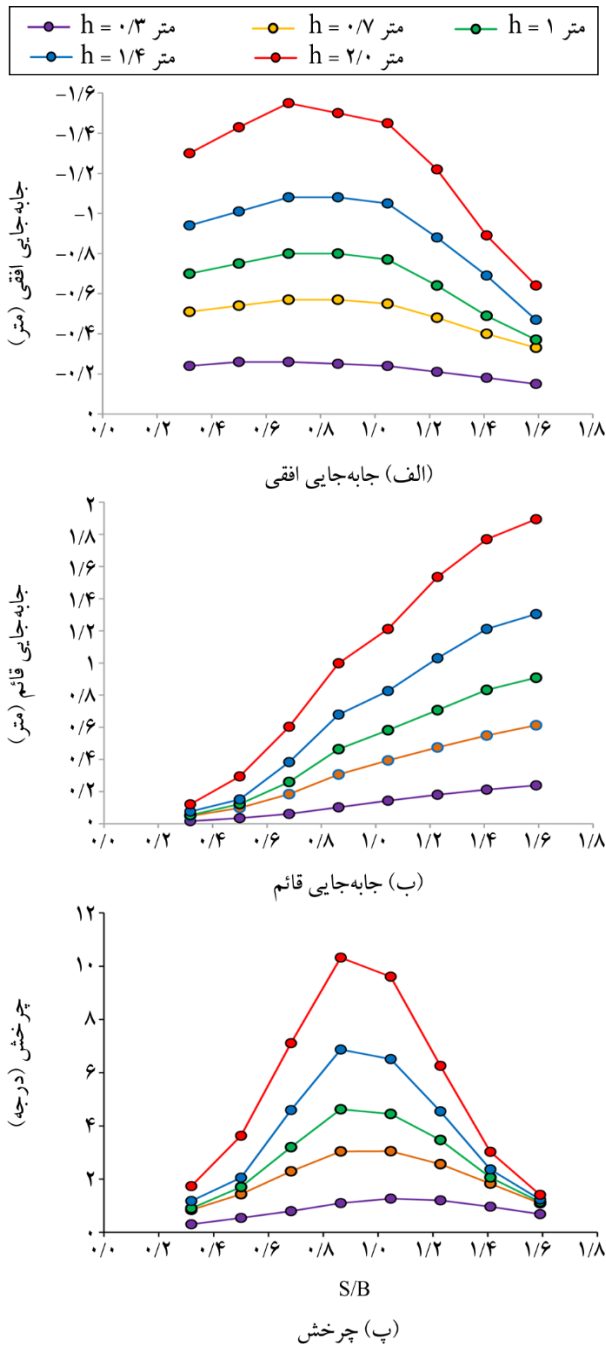 h = ۰/۳ متر h = ۰/۷ متر h = ۱ متر
h = ۱/۴ متر h = ۲/۰ متر
جابه‌جایی افقی (متر)
−۱/۶
−۱/۴
−۱/۲
−۱
−۰/۸
−۰/۶
−۰/۴
−۰/۲
۰
۰/۰ ۰/۲ ۰/۴ ۰/۶ ۰/۸ ۱/۰ ۱/۲ ۱/۴ ۱/۶ ۱/۸
(الف) جابه‌جایی افقی
جابه‌جایی قائم (متر)
۲
۱/۸
۱/۶
۱/۴
۱/۲
۱
۰/۸
۰/۶
۰/۴
۰/۲
۰
۰/۰ ۰/۲ ۰/۴ ۰/۶ ۰/۸ ۱/۰ ۱/۲ ۱/۴ ۱/۶ ۱/۸
(ب) جابه‌جایی قائم
چرخش (درجه)
۱۲
۱۰
۸
۶
۴
۲
۰
۰/۰ ۰/۲ ۰/۴ ۰/۶ ۰/۸ ۱/۰ ۱/۲ ۱/۴ ۱/۶ ۱/۸
S/B
(پ) چرخش